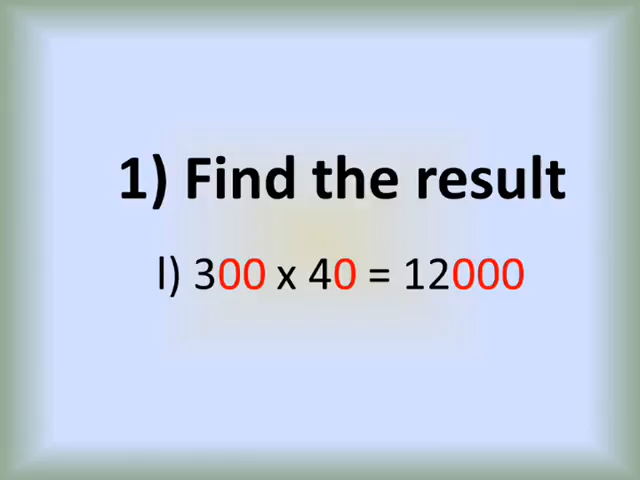 1) Find the result
l) 300 x 40 = 12000